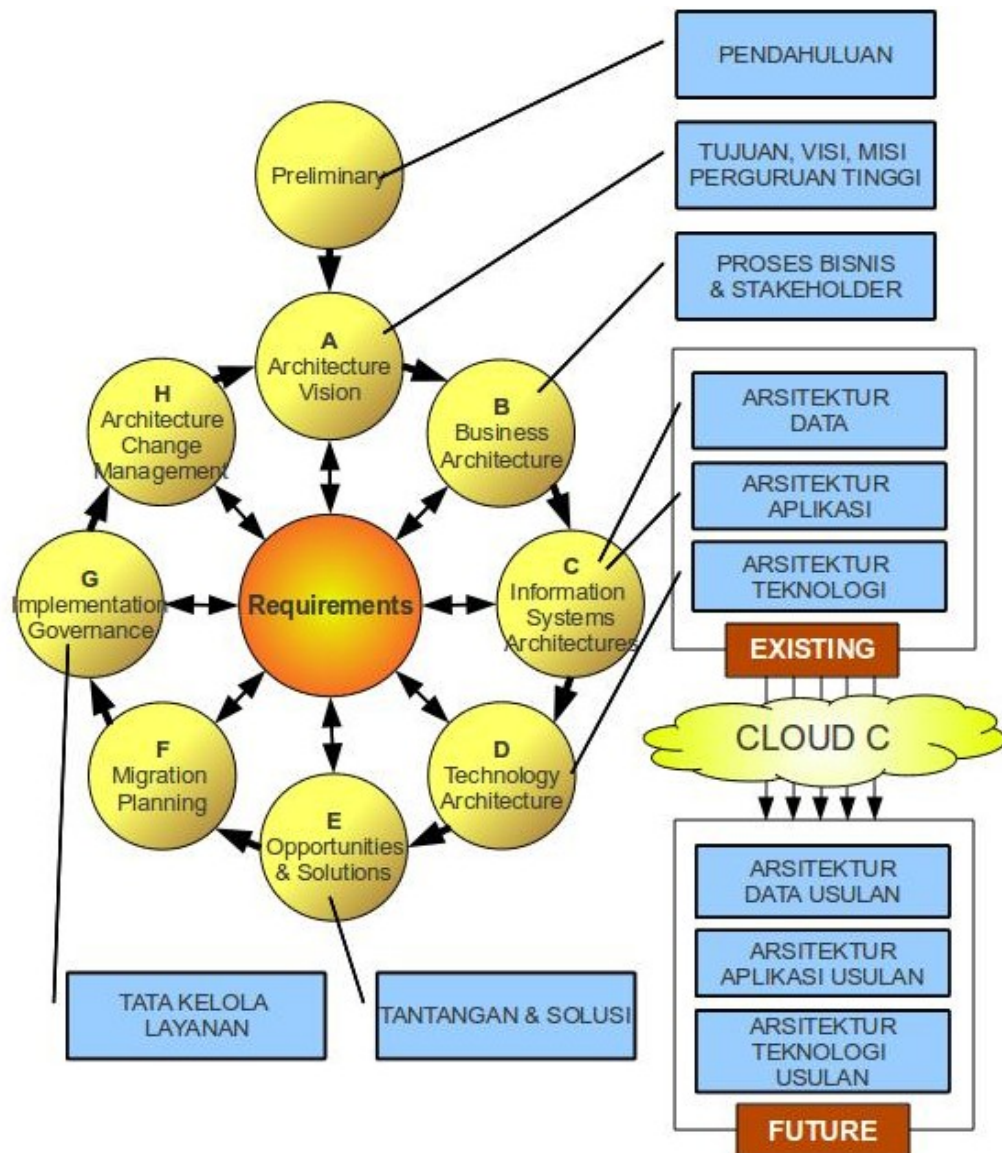 PENDAHULUAN
Preliminary
TUJUAN, VISI, MISI
PERGURUAN TINGGI
PROSES BISNIS
& STAKEHOLDER
A
Architecture
Vision
H
Architecture
Change
Management
B
Business
Architecture
ARSITEKTUR
DATA
ARSITEKTUR
APLIKASI
ARSITEKTUR
TEKNOLOGI
EXISTING
G
Implementation
Governance
Requirements
C
Information
Systems
Architectures
CLOUD C
F
Migration
Planning
D
Technology
Architecture
E
Opportunities
& Solutions
ARSITEKTUR
DATA USULAN
ARSITEKTUR
APLIKASI USULAN
ARSITEKTUR
TEKNOLOGI
USULAN
FUTURE
TATA KELOLA
LAYANAN
TANTANGAN & SOLUSI